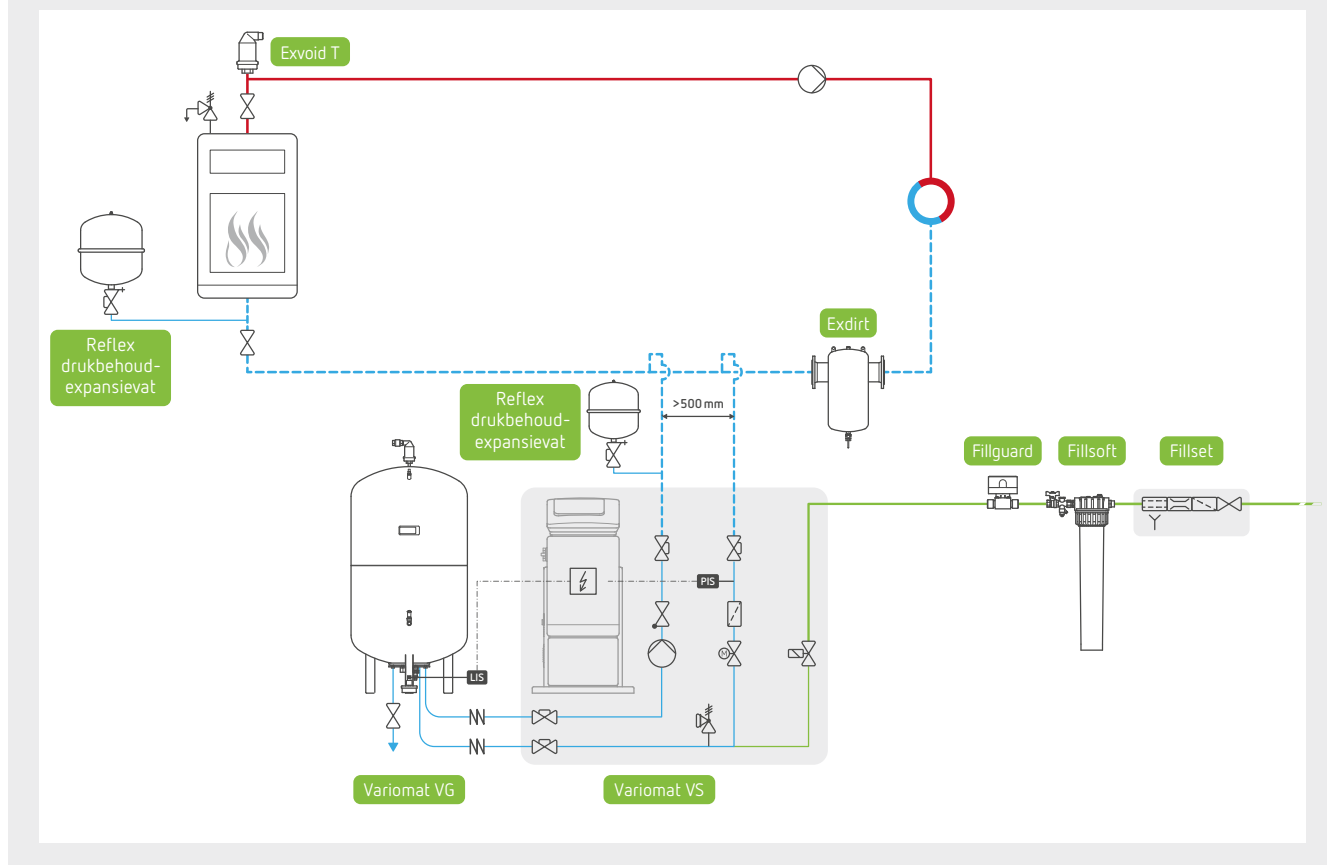 Exvoid T
Reflex
drukbehoud-
expansievat
Exdirt
Reflex
drukbehoud-
expansievat
>500 mm
Fillguard
Fillsoft
Fillset
PIS
M
LIS
Variomat VG
Variomat VS